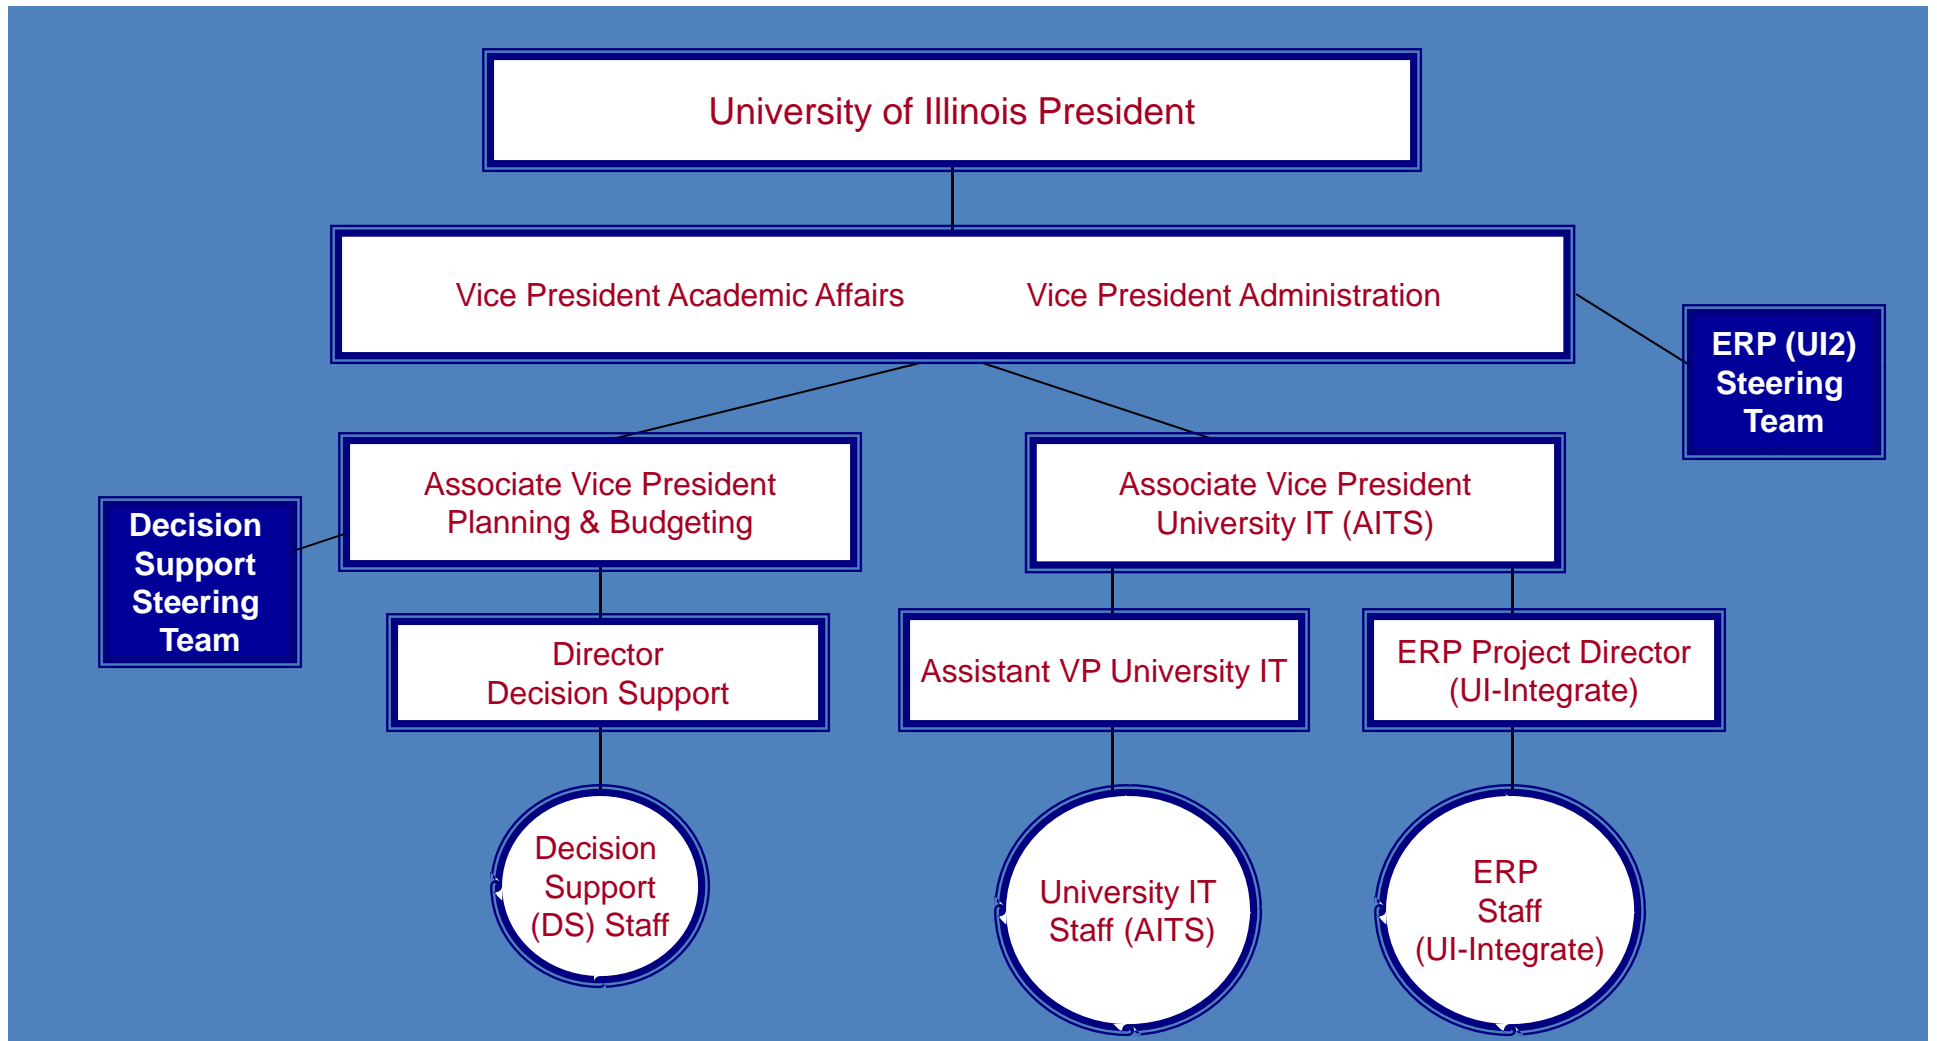 University of Illinois President
Vice President Academic Affairs
Vice President Administration
ERP (UI2)
Steering
Team
Associate Vice President
Planning & Budgeting
Associate Vice President
University IT (AITS)
Decision
Support
Steering
Team
Director
Decision Support
Assistant VP University IT
ERP Project Director
(UI-Integrate)
Decision
Support
(DS) Staff
University IT
Staff (AITS)
ERP
Staff
(UI-Integrate)